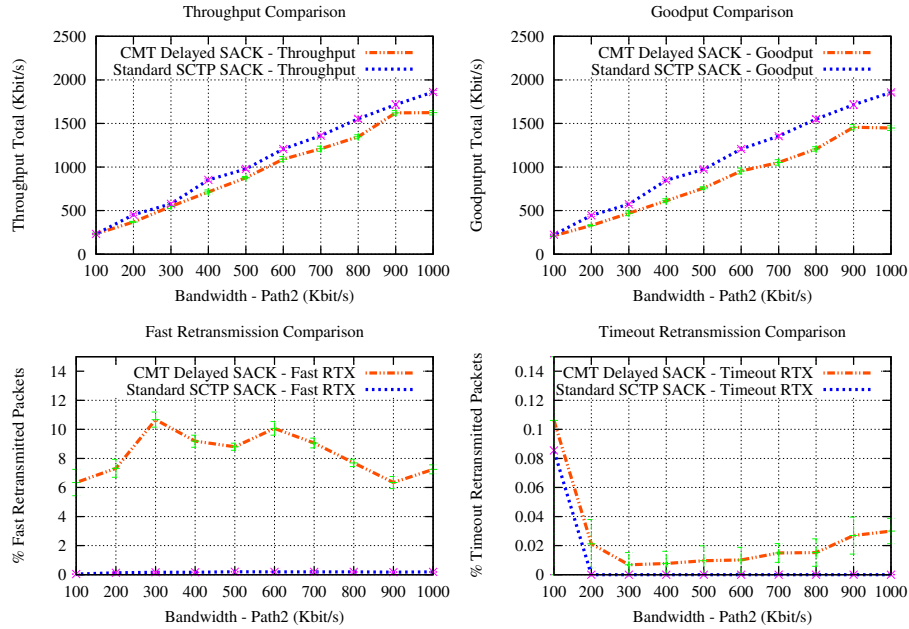 Throughput Comparison
Throughput Total (Kbit/s)
2500
2000
1500
1000
500
0
CMT Delayed SACK - Throughput
Standard SCTP SACK - Throughput
100 200 300 400 500 600 700 800 900 1000
Bandwidth - Path2 (Kbit/s)
Goodput Comparison
Goodpuput Total (Kbit/s)
2500
2000
1500
1000
500
0
CMT Delayed SACK - Goodput
Standard SCTP SACK - Goodput
100 200 300 400 500 600 700 800 900 1000
Bandwidth - Path2 (Kbit/s)
Fast Retransmission Comparison
% Fast Retransmitted Packets
14
12
10
8
6
4
2
0
CMT Delayed SACK - Fast RTX
Standard SCTP SACK - Fast RTX
100 200 300 400 500 600 700 800 900 1000
Bandwidth - Path2 (Kbit/s)
Timeout Retransmission Comparison
% Timeout Retransmitted Packets
0.14
0.12
0.1
0.08
0.06
0.04
0.02
0
CMT Delayed SACK - Timeout RTX
Standard SCTP SACK - Timeout RTX
100 200 300 400 500 600 700 800 900 1000
Bandwidth - Path2 (Kbit/s)